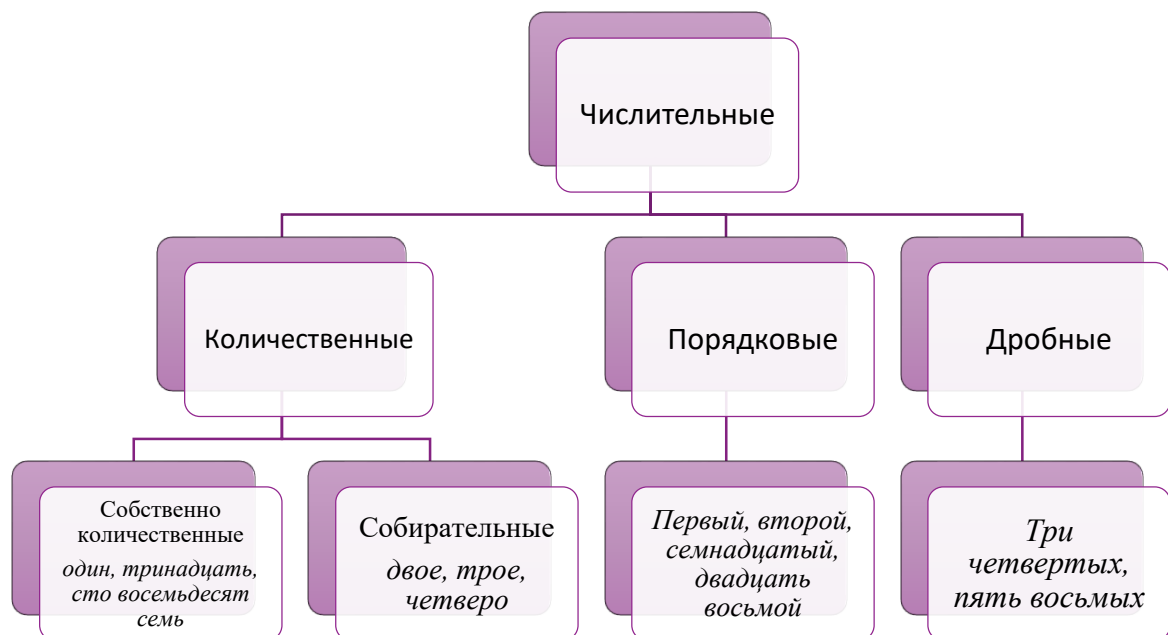 Числительные
Количественные
Порядковые
Дробные
Собственно
количественные
один, тринадцать,
сто восемьдесят
семь
Собирательные
двое, трое,
четверо
Первый, второй,
семнадцатый,
двадцать
восьмой
Три
четвертых,
пять восьмых